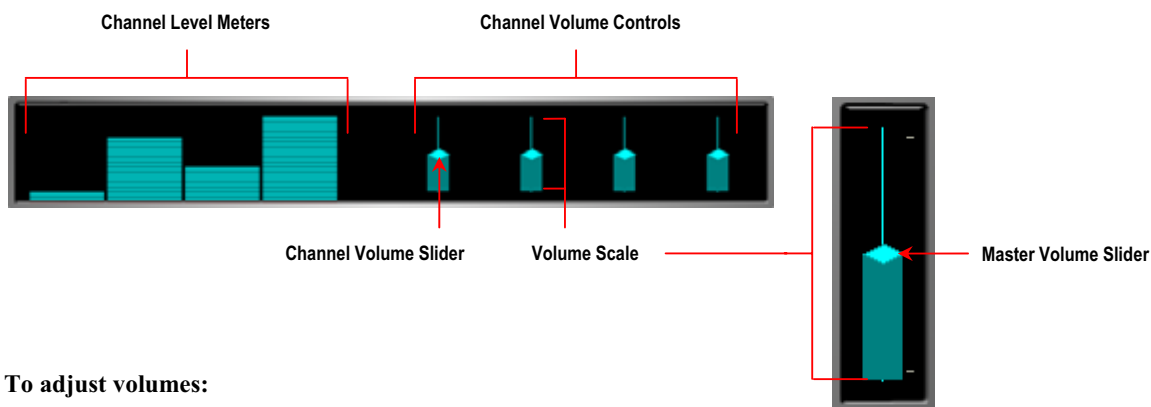 Channel Level Meters
Channel Volume Controls
Channel Volume Slider
Volume Scale
Master Volume Slider
To adjust volumes: